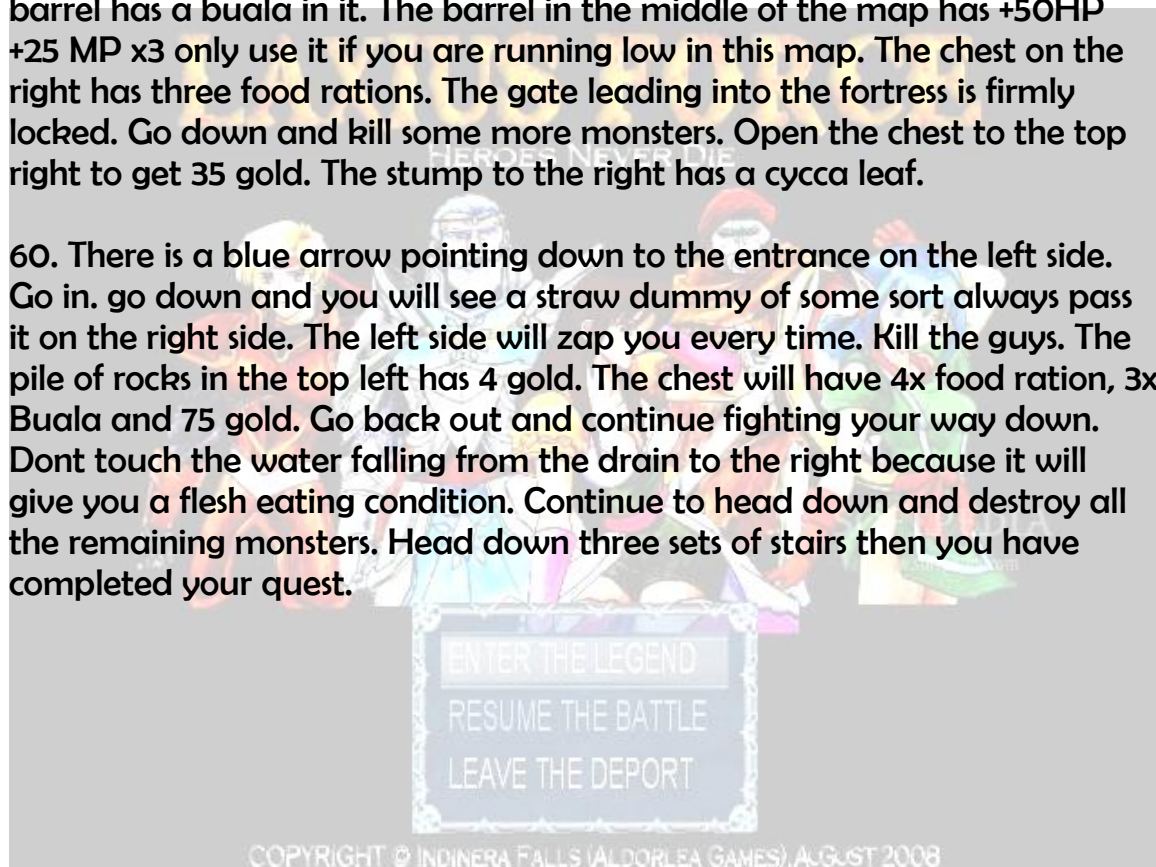 barrel has a buala in it. The barrel in the middle of the map has +50HP
+25 MP x3 only use it if you are running low in this map. The chest on the
LAXIUS FORCE
right has three food rations. The gate leading into the fortress is firmly
locked. Go down and kill some more monsters. Open the chest to the top
HEROES NEVER DIE
right to get 35 gold. The stump to the right has a cycca leaf.
60. There is a blue arrow pointing down to the entrance on the left side.
Go in. go down and you will see a straw dummy of some sort always pass
it on the right side. The left side will zap you every time. Kill the guys. The
pile of rocks in the top left has 4 gold. The chest will have 4x food ration, 3x
Buala and 75 gold. Go back out and continue fighting your way down.
Dont touch the water falling from the drain to the right because it will
give you a flesh eating condition. Continue to head down and destroy all
the remaining monsters. Head down three sets of stairs then you have
completed your quest.
ENTER THE LEGEND
RESUME THE BATTLE
LEAVE THE DEPORT
COPYRIGHT © INDINERA FALLS (ALDORLEA GAMES), AUGUST 2008